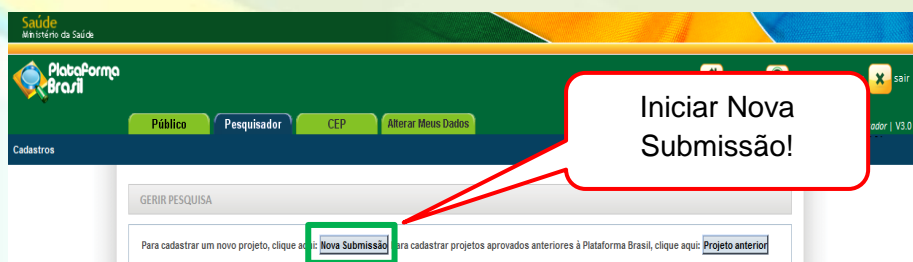 Saúde
Ministério da Saúde
Plataforma
Brasil
sair
Público Pesquisador CEP Alterar Meus Dados
ador | V3.0
Cadastros
Iniciar Nova
Submissão!
GERIR PESQUISA
Para cadastrar um novo projeto, clique aqui: Nova Submissão ara cadastrar projetos aprovados anteriores à Plataforma Brasil, clique aqui: Projeto anterior